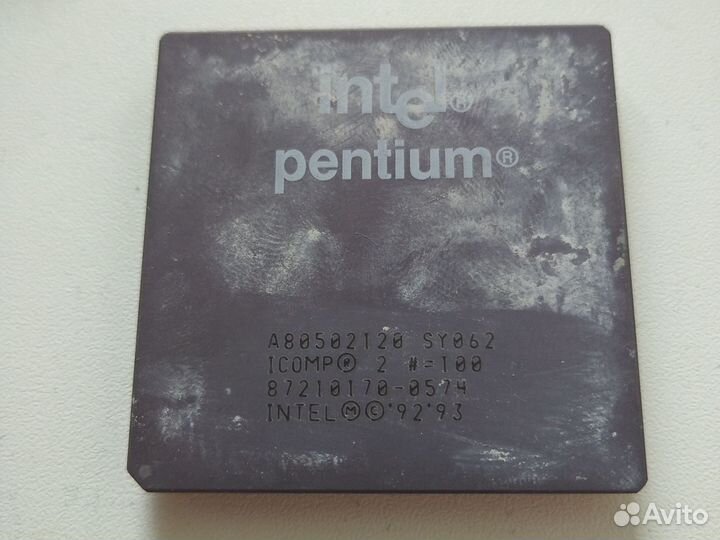 intel®
pentium®
A80502120 SY062
ICOMP® 2 #=100
87210170-0574
INTEL Ⓜ © '92 '93
Avito